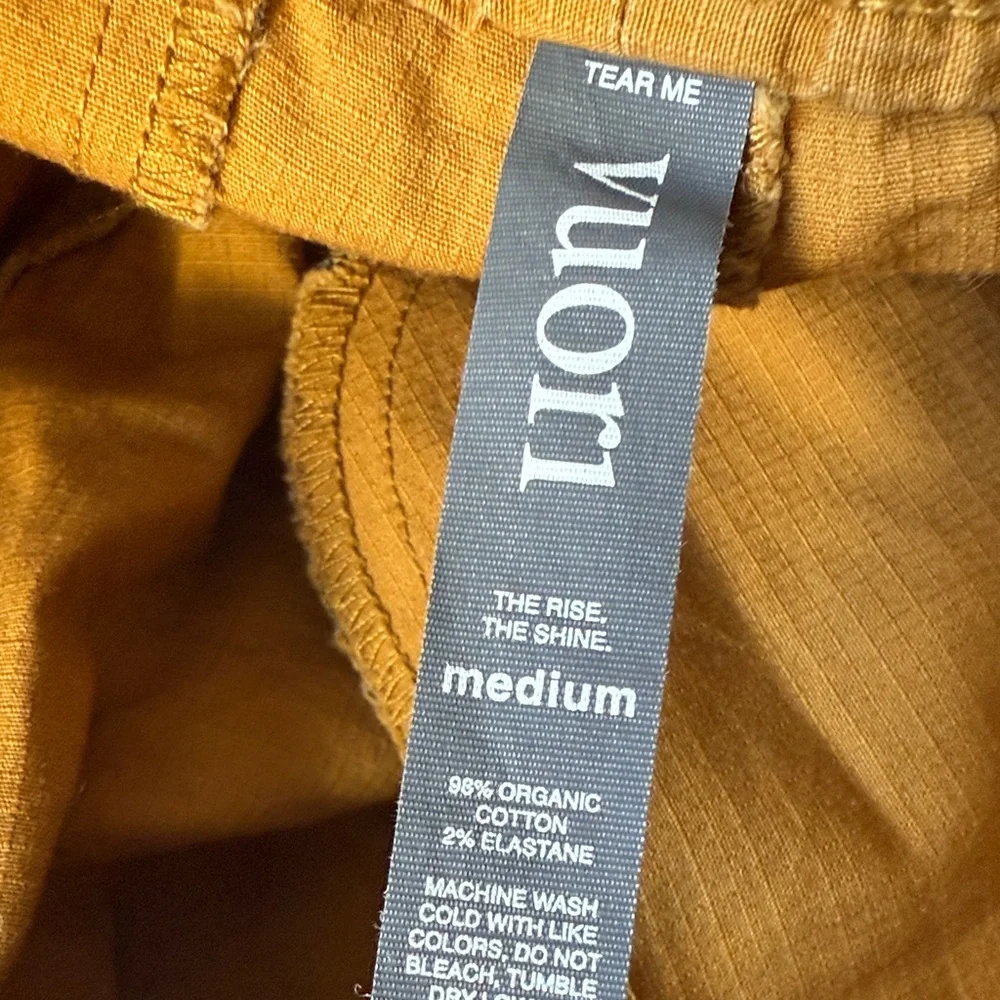 TEAR ME
vuori
THE RISE.
THE SHINE.
medium
98% ORGANIC
COTTON
2% ELASTANE
MACHINE WASH
COLD WITH LIKE
COLORS, DO NOT
BLEACH, TUMBLE
DRY